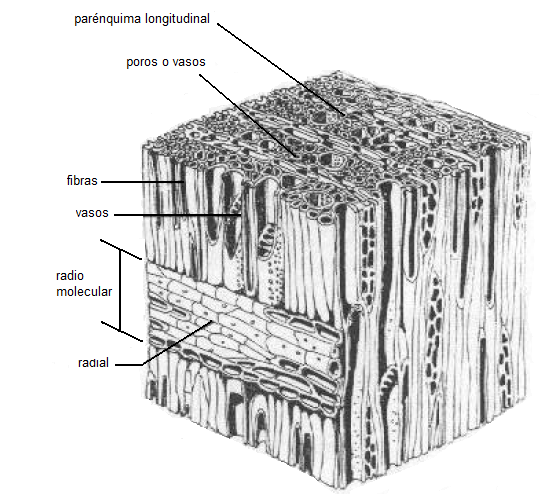 parénquima longitudinal
poros o vasos
fibras
vasos
radio
molecular
radial